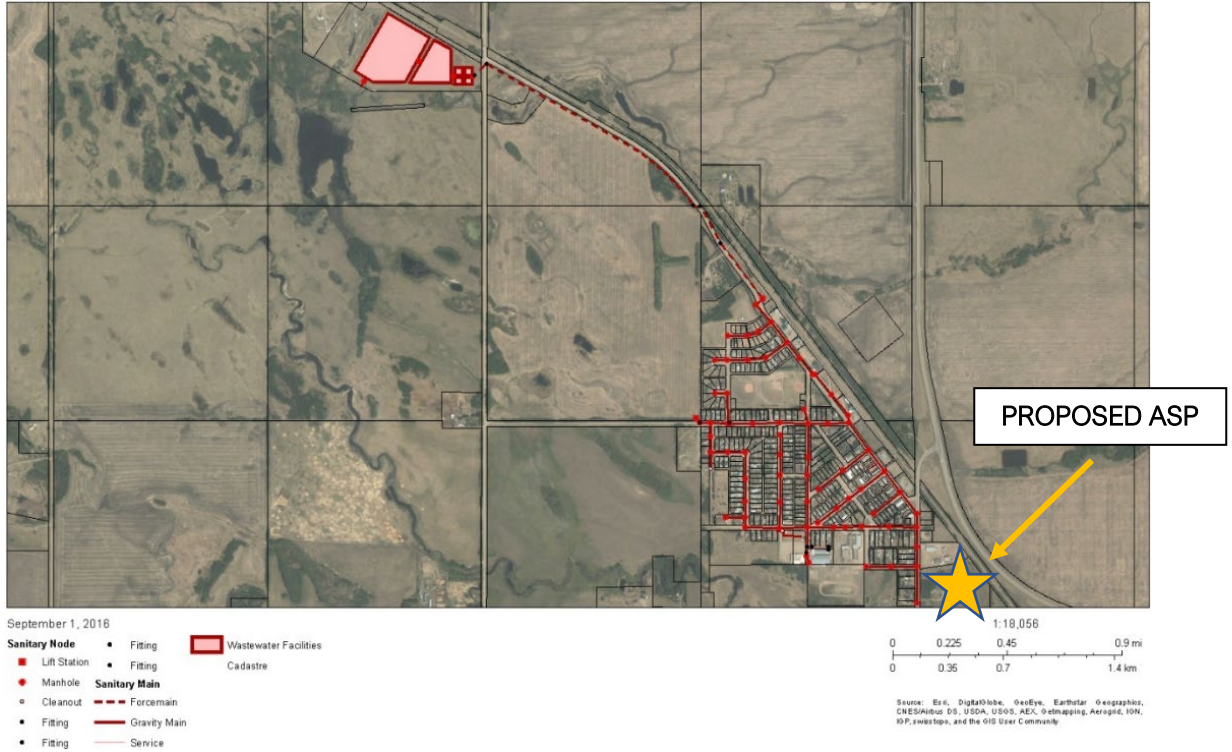 PROPOSED ASP
September 1, 2016
1:18,056
Sanitary Node
Lift Station
Manhole
Cleanout
Fitting
Fitting
Fitting
Fitting
Sanitary Main
Forcemain
Gravity Main
Service
Wastewater Facilities
Cadastre
0 0.225 0.45 0.9 mi
0 0.35 0.7 1.4 km
Source: Esri, DigitalGlobe, GeoEye, Earthstar Geographics,
CNES/Airbus DS, USDA, USGS, AEX, Getmapping, Aerogrid, IGN,
IGP, swisstopo, and the GIS User Community